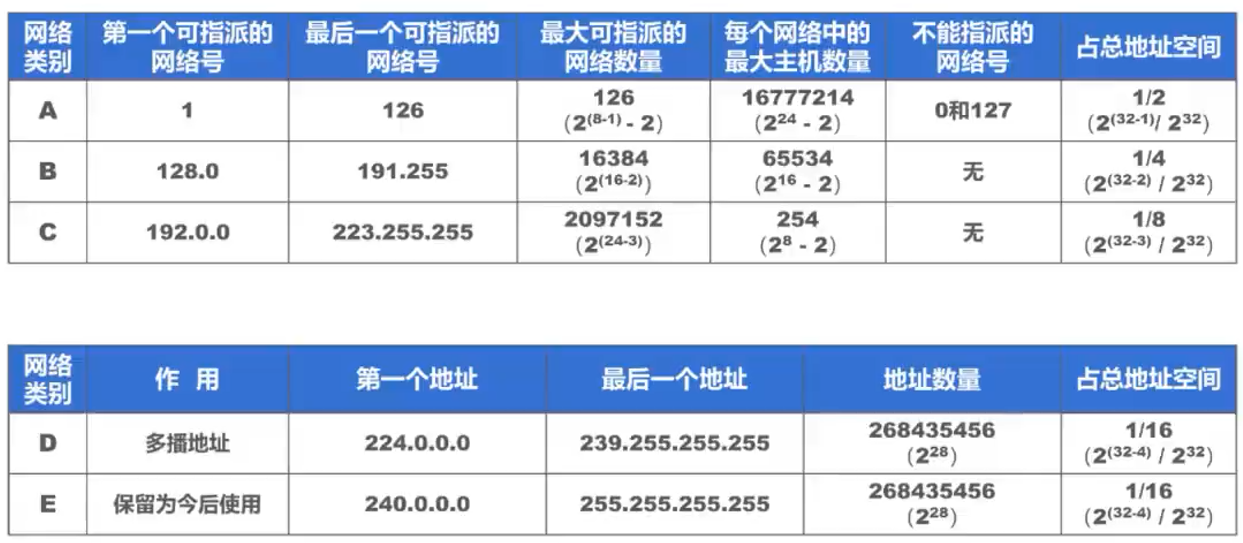 网络类别 第一个可指派的网络号 最后一个可指派的网络号 最大可指派的网络数量 每个网络中的最大主机数量 不能指派的网络号 占总地址空间
A 1 126 126 (2^(8-1) - 2) 16777214 (2^24 - 2) 0和127 1/2 (2^(32-1)/ 2^32)
B 128.0 191.255 16384 (2^(16-2)) 65534 (2^16 - 2) 无 1/4 (2^(32-2) / 2^32)
C 192.0.0 223.255.255 2097152 (2^(24-3)) 254 (2^8 - 2) 无 1/8 (2^(32-3) / 2^32)
网络类别 作 用 第一个地址 最后一个地址 地址数量 占总地址空间
D 多播地址 224.0.0.0 239.255.255.255 268435456 (2^28) 1/16 (2^(32-4) / 2^32)
E 保留为今后使用 240.0.0.0 255.255.255.255 268435456 (2^28) 1/16 (2^(32-4) / 2^32)